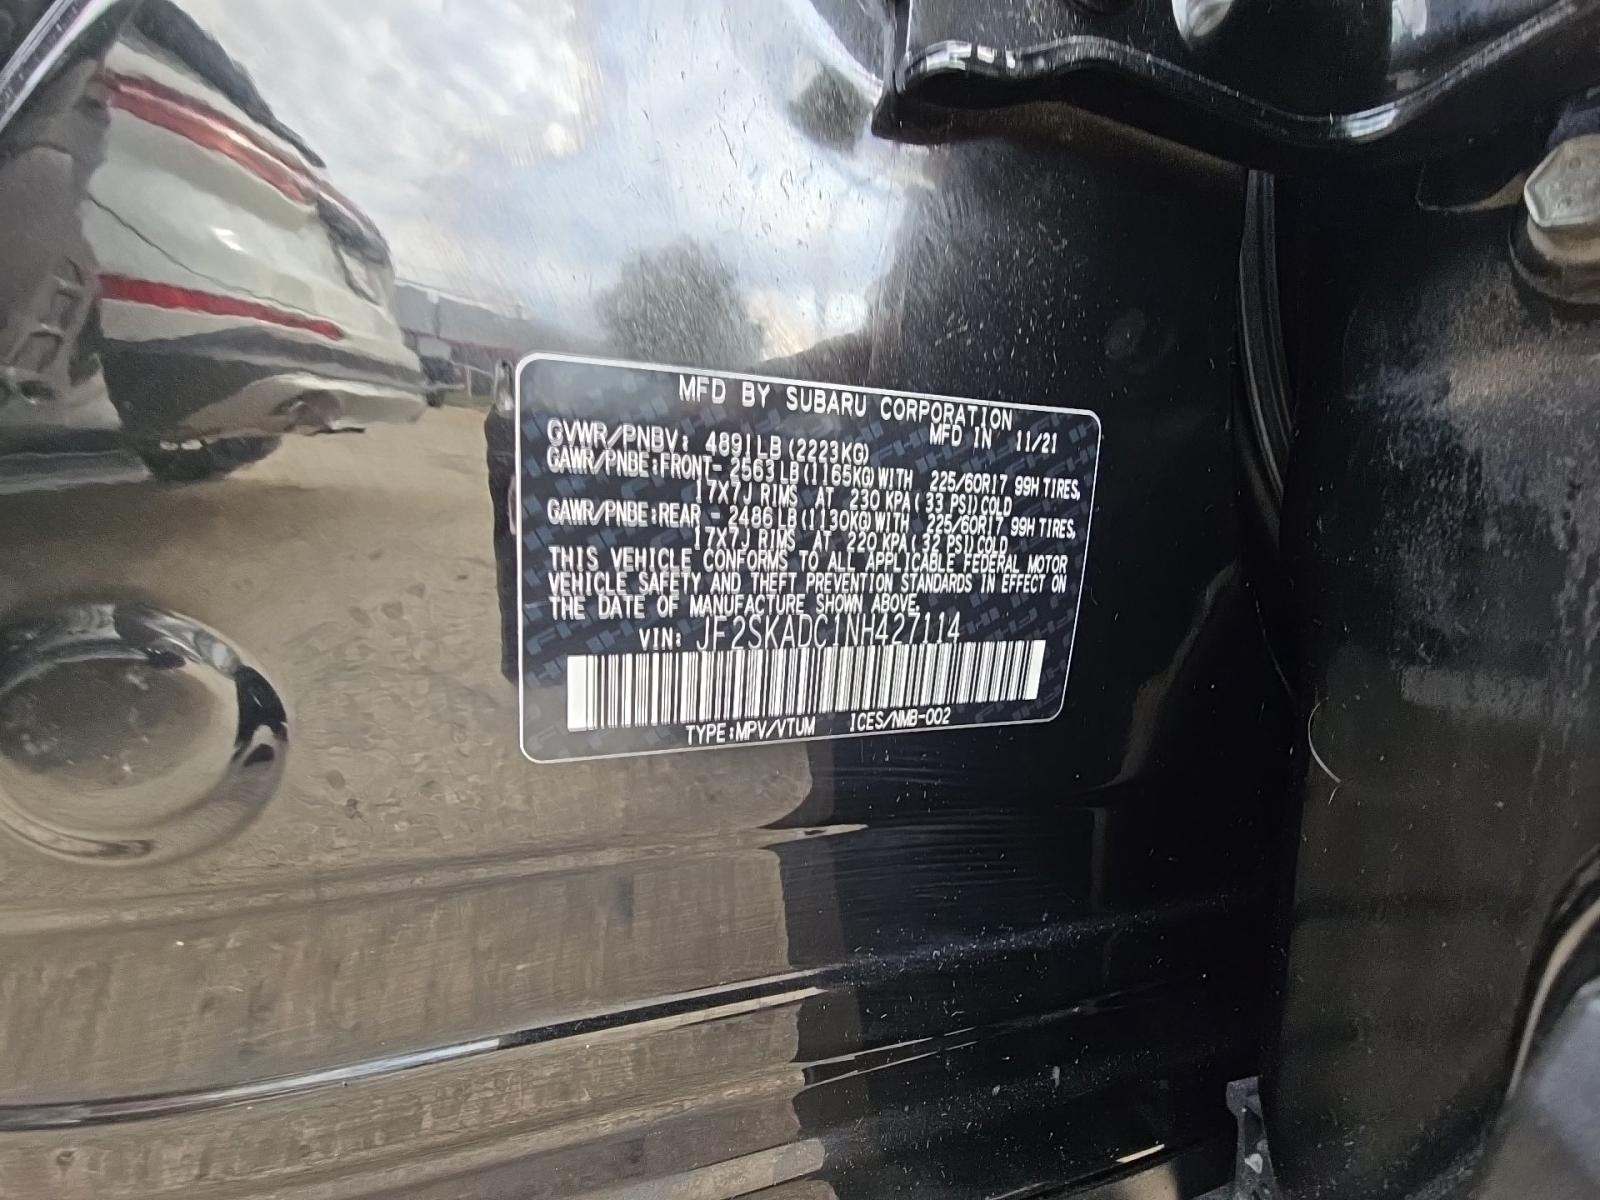 MFD BY SUBARU CORPORATION
GVWR/PNBV: 4891LB(2223KG) MFD IN 11/21
GAWR/PNBE:FRONT- 2563LB(1165KG)WITH 225/60R17 99H TIRES,
17X7J RIMS AT 230 KPA( 33 PSI)COLD
GAWR/PNBE:REAR - 2486LB(1130KG)WITH 225/60R17 99H TIRES,
17X7J RIMS AT 220 KPA( 32 PSI)COLD
THIS VEHICLE CONFORMS TO ALL APPLICABLE FEDERAL MOTOR
VEHICLE SAFETY AND THEFT PREVENTION STANDARDS IN EFFECT ON
THE DATE OF MANUFACTURE SHOWN ABOVE.
VIN: JF2SKADC1NH427114
TYPE:MPV/VTUM ICES/NMB-002